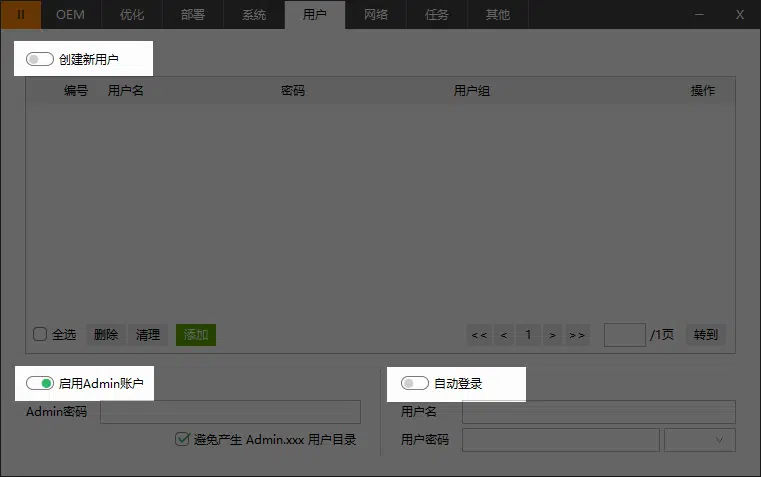 II OEM 优化 部署 系统 用户 网络 任务 其他 X
创建新用户
编号 用户名 密码 用户组 操作
全选 删除 清理 添加 << < 1 > >> /1页 转到
启用Admin账户 自动登录
Admin密码 用户名
避免产生 Admin.xxx 用户目录 用户密码